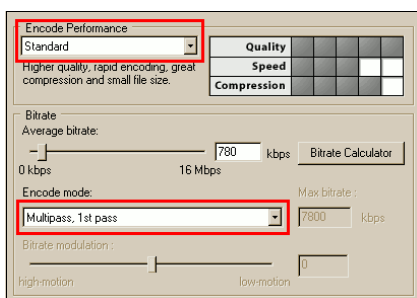 Encode Performance
Standard
Higher quality, rapid encoding, great
compression and small file size.
Quality
Speed
Compression
Bitrate
Average bitrate:
780 kbps Bitrate Calculator
0 kbps 16 Mbps
Encode mode: Max bitrate :
Multipass, 1st pass 7800 kbps
Bitrate modulation :
0
high-motion low-motion